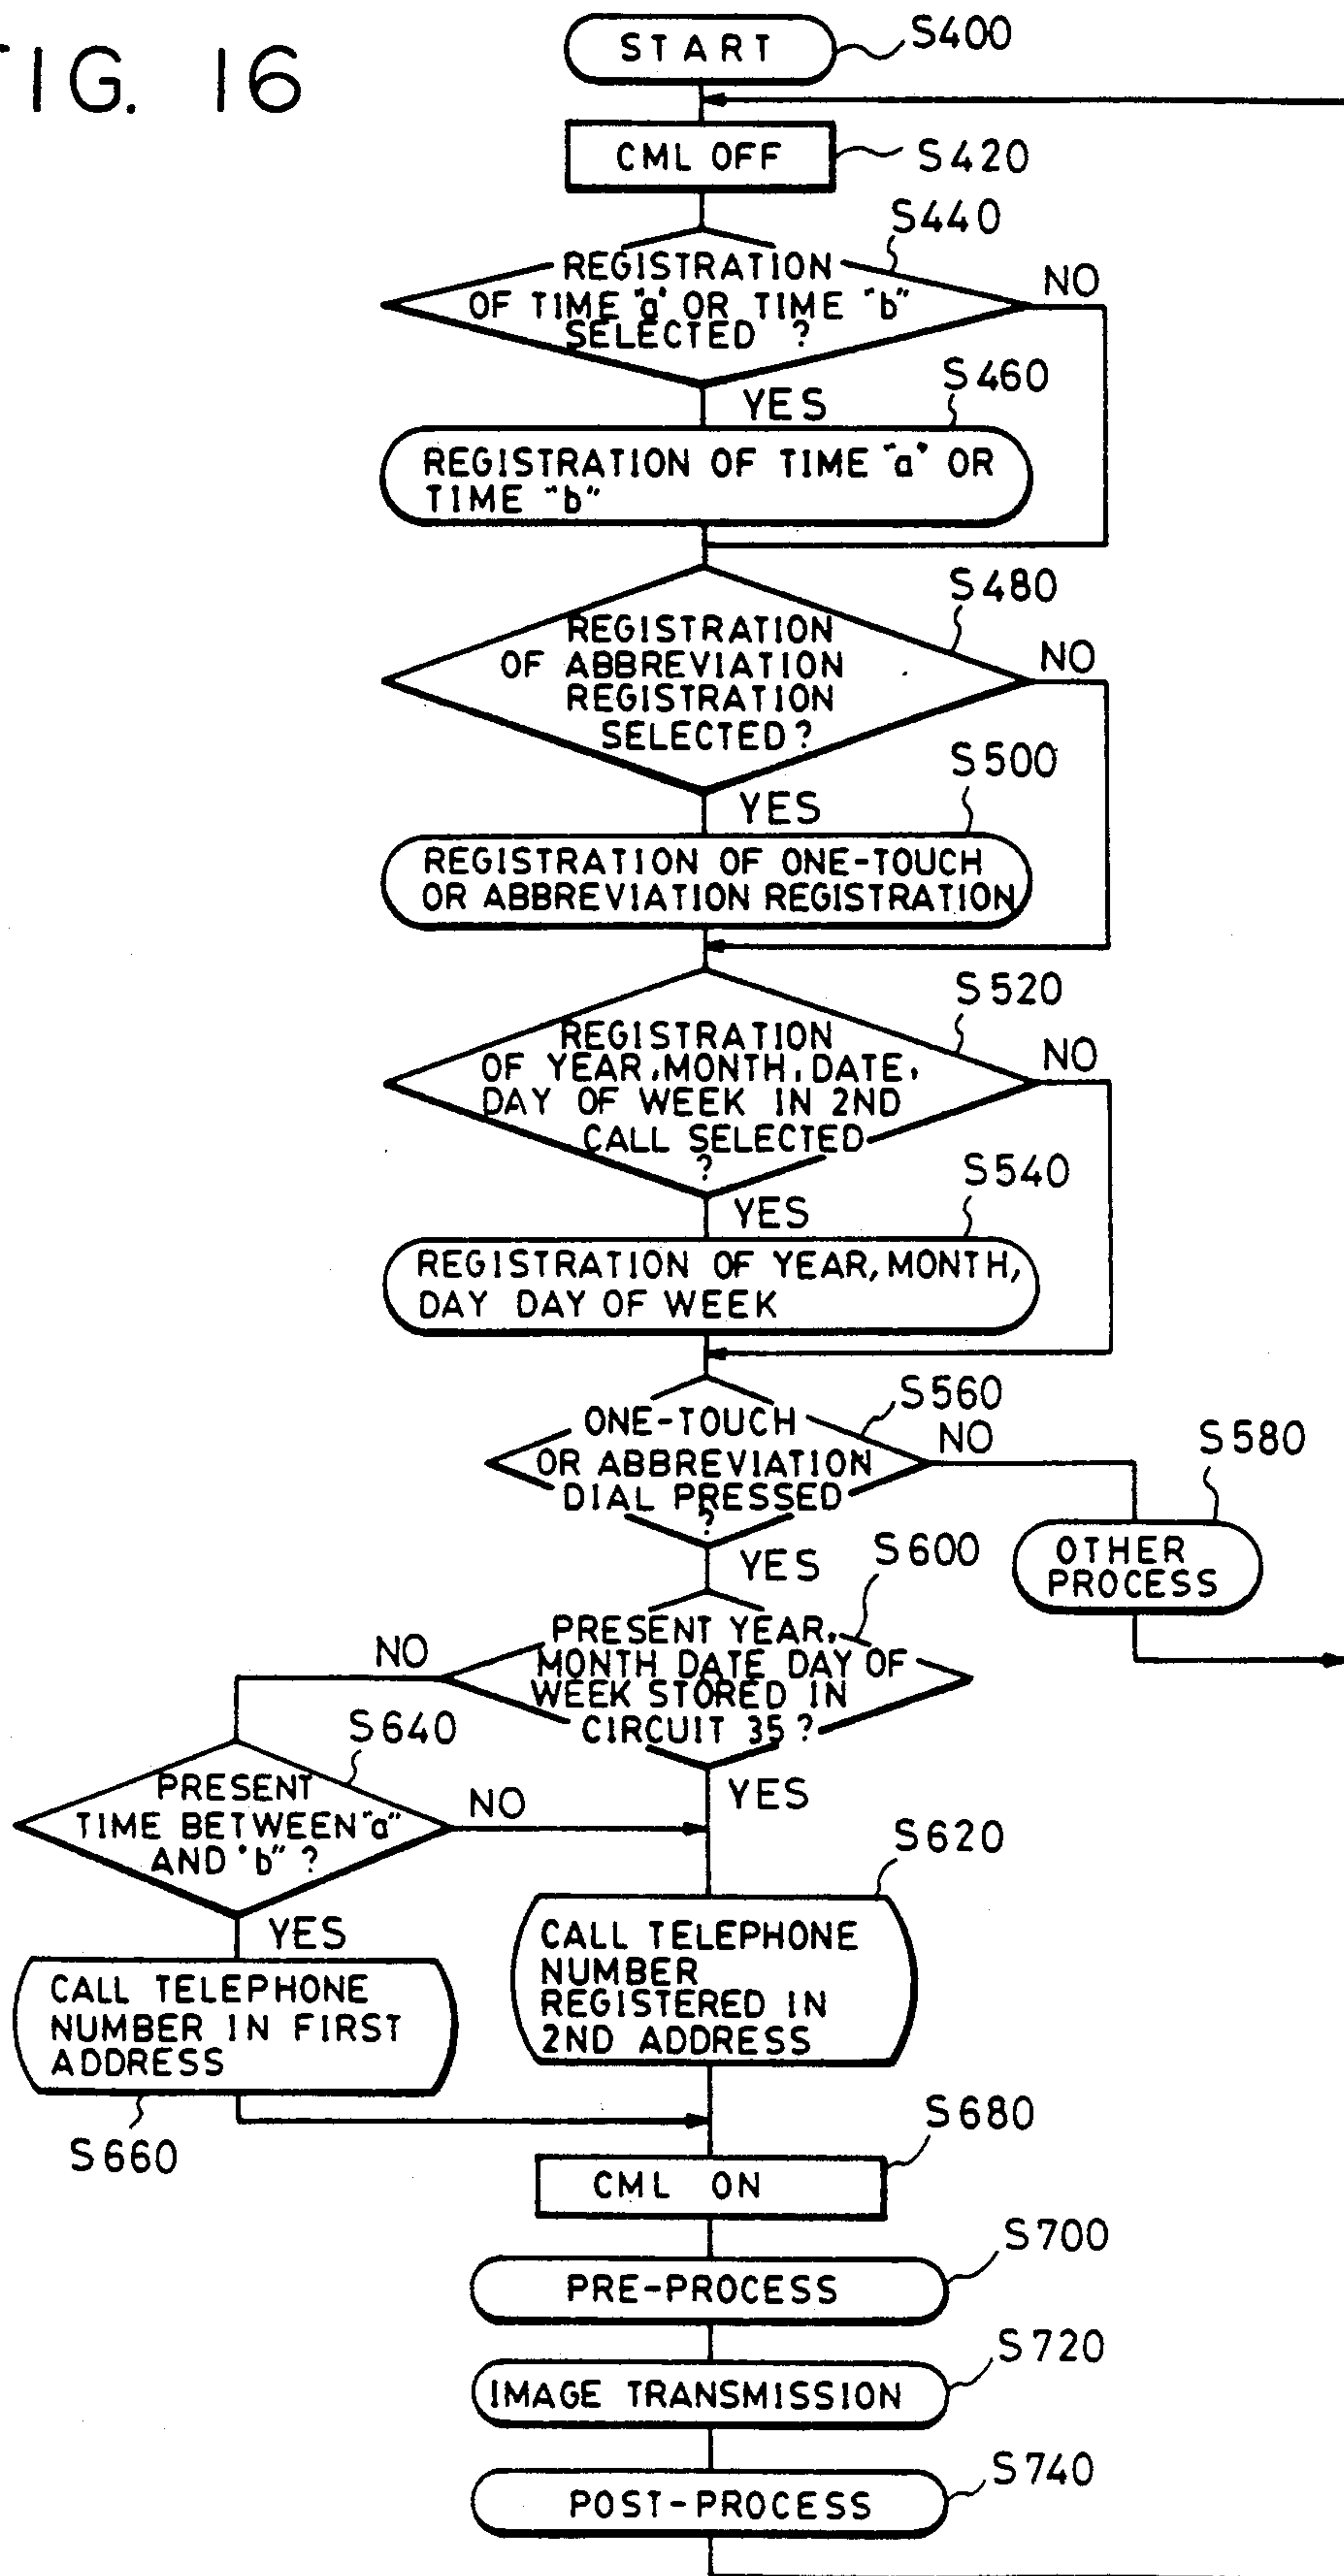 FIG. 16
START
S400
CML OFF
S420
S440
REGISTRATION
OF TIME "a" OR TIME "b"
SELECTED ?
NO
YES
S460
REGISTRATION OF TIME "a" OR
TIME "b"
S480
REGISTRATION
OF ABBREVIATION
REGISTRATION
SELECTED?
NO
YES
S500
REGISTRATION OF ONE-TOUCH
OR ABBREVIATION REGISTRATION
S520
REGISTRATION
OF YEAR, MONTH, DATE,
DAY OF WEEK IN 2ND
CALL SELECTED
?
NO
YES
S540
REGISTRATION OF YEAR, MONTH,
DAY DAY OF WEEK
S560
ONE-TOUCH
OR ABBREVIATION
DIAL PRESSED
?
NO
YES
S580
OTHER
PROCESS
S600
PRESENT YEAR,
MONTH DATE DAY OF
WEEK STORED IN
CIRCUIT 35 ?
NO
YES
S640
PRESENT
TIME BETWEEN "a"
AND "b" ?
NO
YES
S620
CALL TELEPHONE
NUMBER
REGISTERED IN
2ND ADDRESS
CALL TELEPHONE
NUMBER IN FIRST
ADDRESS
S660
S680
CML ON
S700
PRE-PROCESS
S720
IMAGE TRANSMISSION
S740
POST-PROCESS